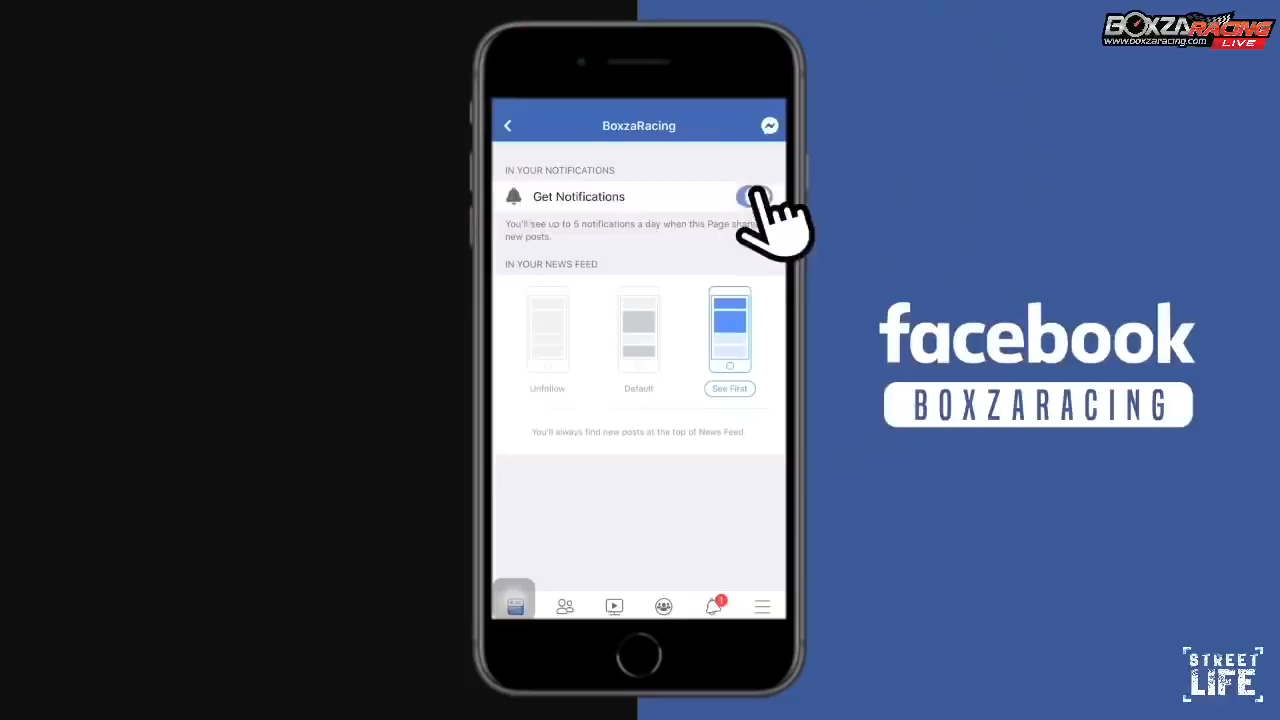 BOXZARACING
www.boxzaracing.com
LIVE
BoxzaRacing
IN YOUR NOTIFICATIONS
Get Notifications
You'll see up to 5 notifications a day when this Page
new posts.
IN YOUR NEWS FEED
Unfollow
Default
See First
You'll always find new posts at the top of News Feed
1
facebook
BOXZARACING
STREET
LIFE